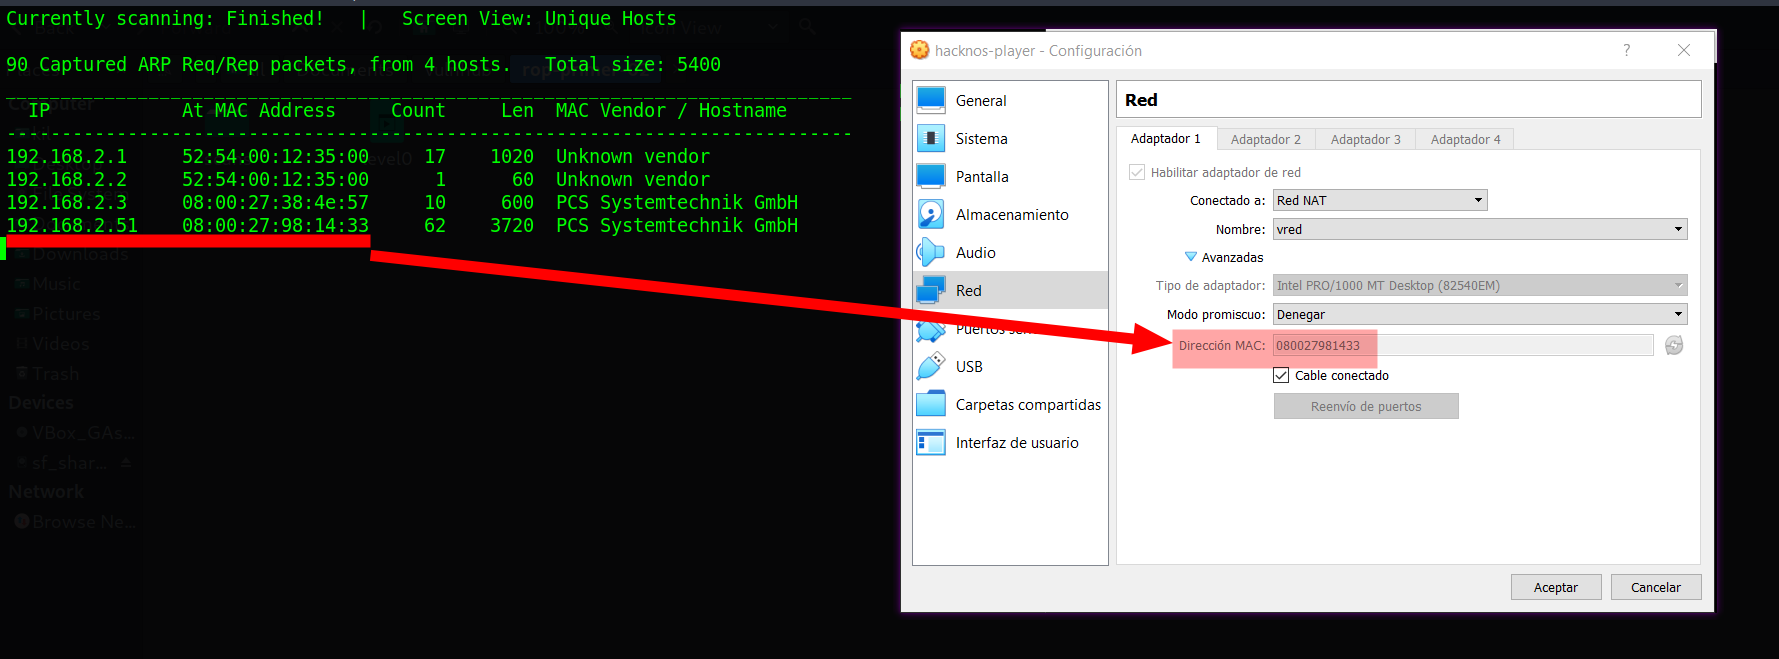 Currently scanning: Finished!   |   Screen View: Unique Hosts
90 Captured ARP Req/Rep packets, from 4 hosts.   Total size: 5400
IP   At MAC Address   Count   Len   MAC Vendor / Hostname
192.168.2.1   52:54:00:12:35:00   17   1020   Unknown vendor
192.168.2.2   52:54:00:12:35:00   1   60   Unknown vendor
192.168.2.3   08:00:27:38:4e:57   10   600   PCS Systemtechnik GmbH
192.168.2.51   08:00:27:98:14:33   62   3720   PCS Systemtechnik GmbH
Downloads
Music
Pictures
Videos
Trash
Devices
VBox_GAs...
sf_shar...
Network
Browse Ne...
hacknos-player - Configuración
General
Sistema
Pantalla
Almacenamiento
Audio
Red
Puertos
USB
Carpetas compartidas
Interfaz de usuario
Red
Adaptador 1   Adaptador 2   Adaptador 3   Adaptador 4
Habilitar adaptador de red
Conectado a: Red NAT
Nombre: vred
Avanzadas
Tipo de adaptador: Intel PRO/1000 MT Desktop (82540EM)
Modo promiscuo: Denegar
Dirección MAC: 080027981433
Cable conectado
Reenvío de puertos
Aceptar   Cancelar